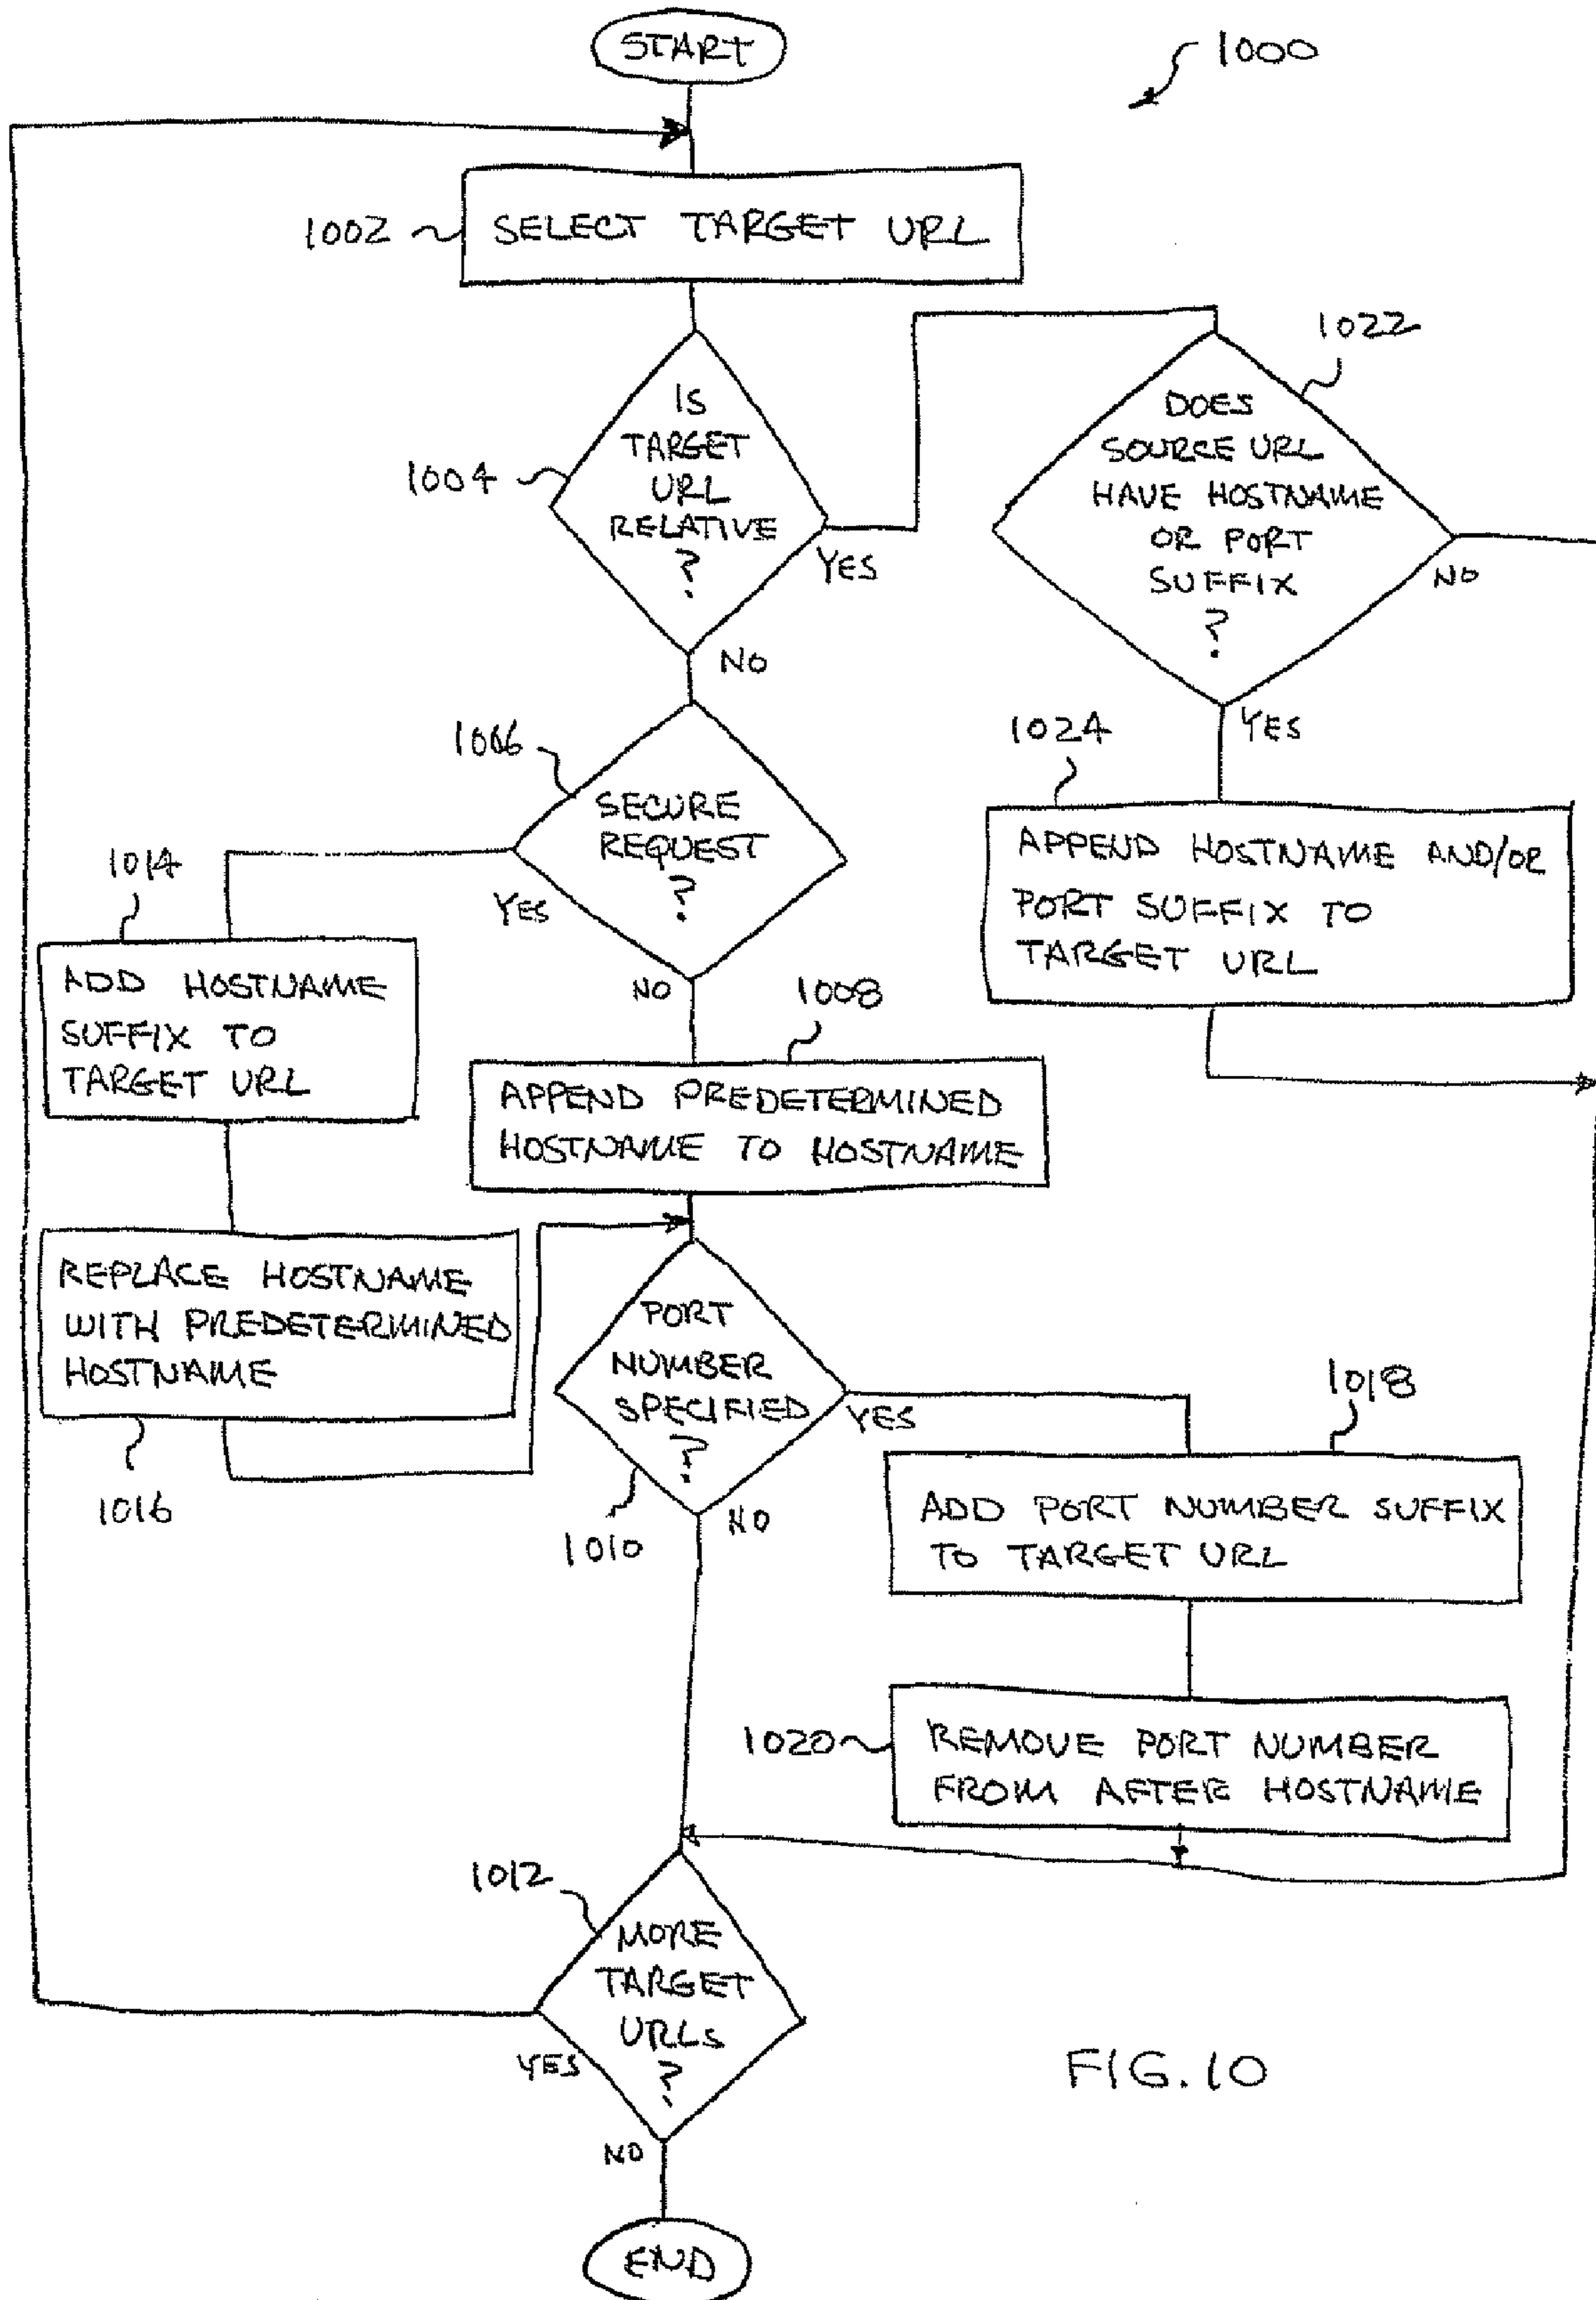 START
1000
1002
SELECT TARGET URL
1004
IS
TARGET
URL
RELATIVE
?
YES
NO
1022
DOES
SOURCE URL
HAVE HOSTNAME
OR PORT
SUFFIX
?
NO
YES
1006
SECURE
REQUEST
?
YES
NO
1024
APPEND HOSTNAME AND/OR
PORT SUFFIX TO
TARGET URL
1014
ADD HOSTNAME
SUFFIX TO
TARGET URL
1008
APPEND PREDETERMINED
HOSTNAME TO HOSTNAME
REPLACE HOSTNAME
WITH PREDETERMINED
HOSTNAME
1016
PORT
NUMBER
SPECIFIED
?
YES
NO
1010
1018
ADD PORT NUMBER SUFFIX
TO TARGET URL
1020
REMOVE PORT NUMBER
FROM AFTER HOSTNAME
1012
MORE
TARGET
URLS
?
YES
NO
END
FIG. 10